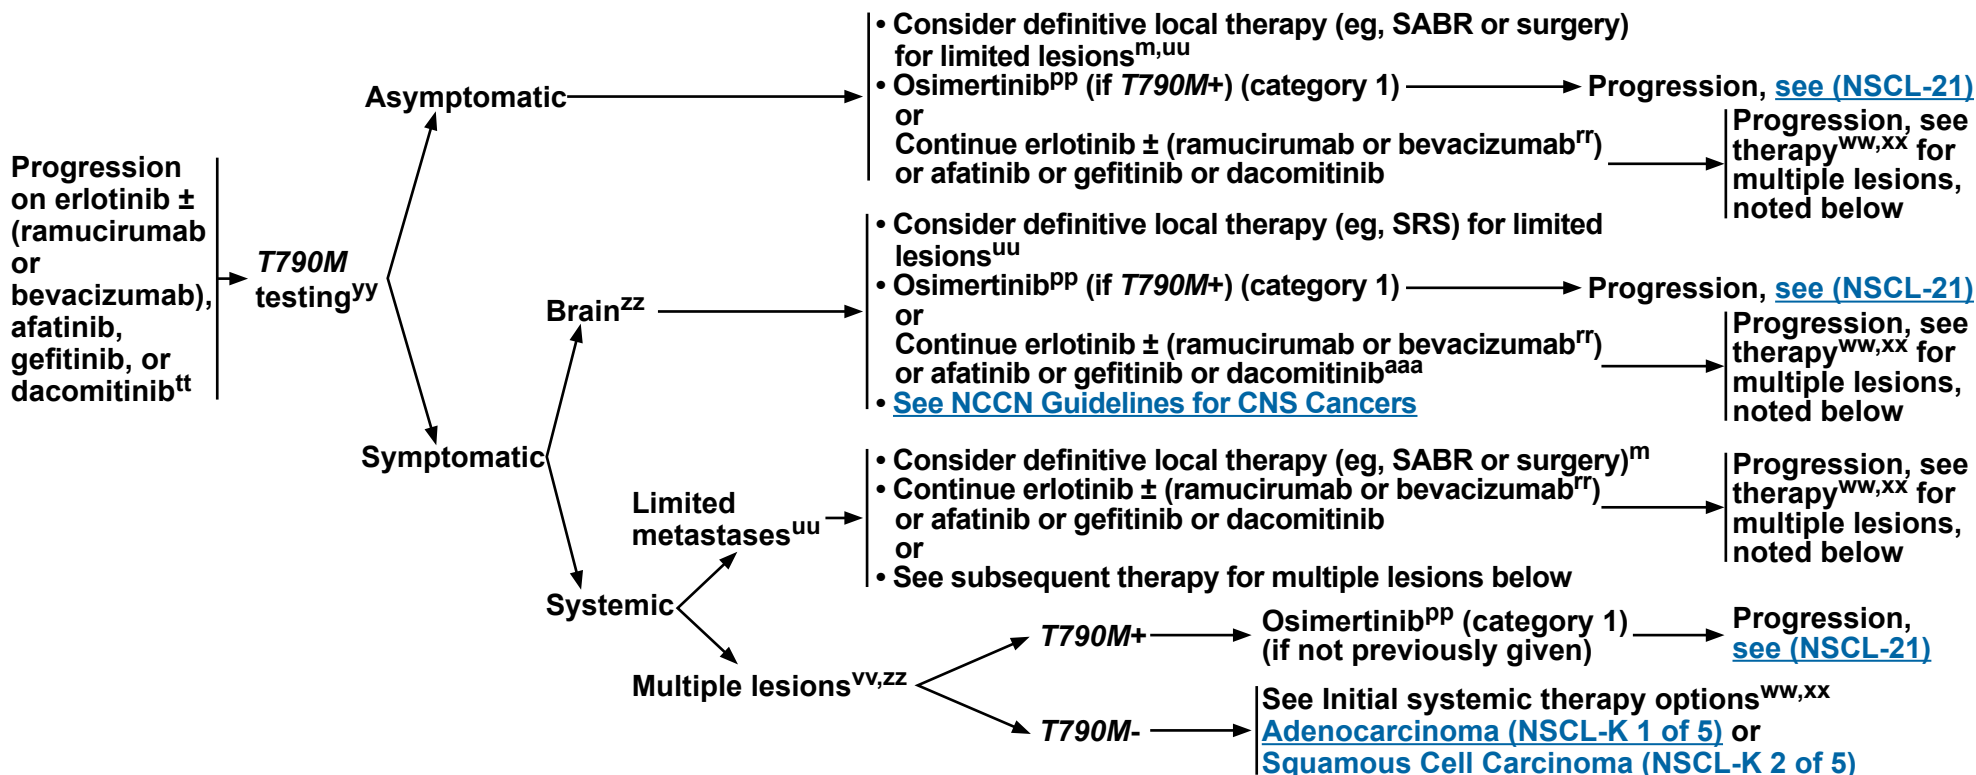 Progression
on erlotinib ±
(ramucirumab
or
bevacizumab),
afatinib,
gefitinib, or
dacomitinibtt
T790M
testingyy
Asymptomatic
• Consider definitive local therapy (eg, SABR or surgery)
for limited lesionsm,uu
• Osimertinibpp (if T790M+) (category 1)
or
Continue erlotinib ± (ramucirumab or bevacizumabrr)
or afatinib or gefitinib or dacomitinib
Progression, see (NSCL-21)
Progression, see
therapyww,xx for
multiple lesions,
noted below
Symptomatic
Brainzz
• Consider definitive local therapy (eg, SRS) for limited
lesionsuu
• Osimertinibpp (if T790M+) (category 1)
or
Continue erlotinib ± (ramucirumab or bevacizumabrr)
or afatinib or gefitinib or dacomitinibaaa
• See NCCN Guidelines for CNS Cancers
Progression, see (NSCL-21)
Progression, see
therapyww,xx for
multiple lesions,
noted below
Systemic
Limited
metastasesuu
• Consider definitive local therapy (eg, SABR or surgery)m
• Continue erlotinib ± (ramucirumab or bevacizumabrr)
or afatinib or gefitinib or dacomitinib
or
• See subsequent therapy for multiple lesions below
Progression, see
therapyww,xx for
multiple lesions,
noted below
Multiple lesionsvv,zz
T790M+
Osimertinibpp (category 1)
(if not previously given)
Progression,
see (NSCL-21)
T790M-
See Initial systemic therapy optionsww,xx
Adenocarcinoma (NSCL-K 1 of 5) or
Squamous Cell Carcinoma (NSCL-K 2 of 5)